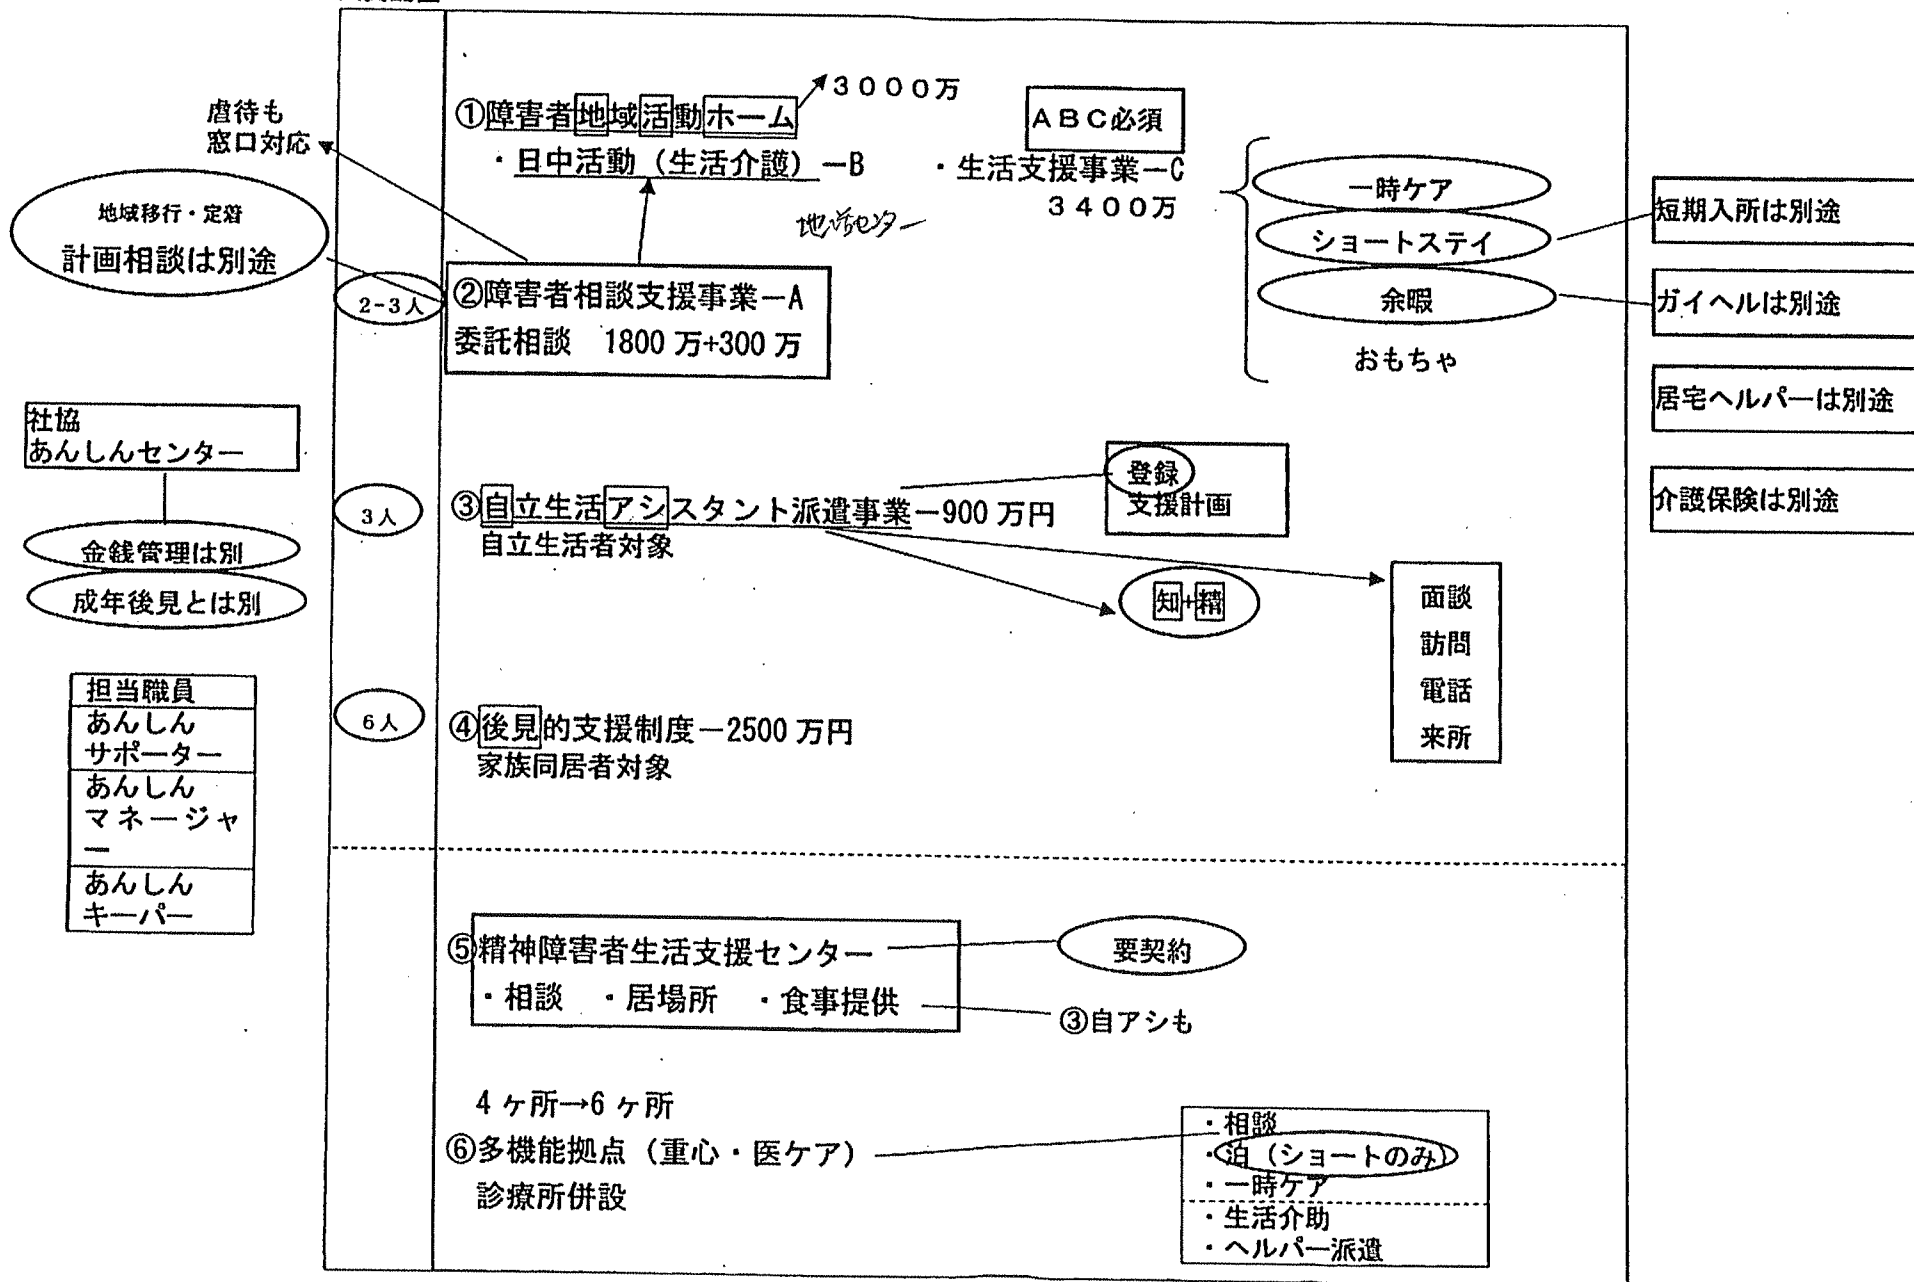 ①障害者地域活動ホーム
3000万
・日中活動（生活介護）－B
ABC必須
・生活支援事業－C
3400万
地活センター
一時ケア
ショートステイ
余暇
おもちゃ
短期入所は別途
ガイヘルは別途
居宅ヘルパーは別途
介護保険は別途
虐待も
窓口対応
地域移行・定着
計画相談は別途
2-3人
②障害者相談支援事業－A
委託相談　1800万+300万
社協
あんしんセンター
金銭管理は別
成年後見とは別
3人
③自立生活アシスタント派遣事業－900万円
自立生活者対象
登録
支援計画
知+精
面談
訪問
電話
来所
担当職員
あんしん
サポーター
あんしん
マネージャ
ー
あんしん
キーパー
6人
④後見的支援制度－2500万円
家族同居者対象
⑤精神障害者生活支援センター
・相談　・居場所　・食事提供
要契約
③自アシも
4ヶ所→6ヶ所
⑥多機能拠点（重心・医ケア）
診療所併設
・相談
・泊（ショートのみ）
・一時ケア
・生活介助
・ヘルパー派遣